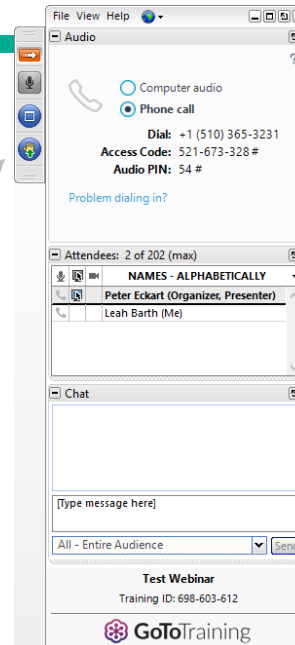 File View Help
Audio
?
Computer audio
Phone call
Dial: +1 (510) 365-3231
Access Code: 521-673-328 #
Audio PIN: 54 #
Problem dialing in?
Attendees: 2 of 202 (max)
NAMES - ALPHABETICALLY
Peter Eckart (Organizer, Presenter)
Leah Barth (Me)
Chat
[Type message here]
All - Entire Audience
Send
Test Webinar
Training ID: 698-603-612
GoToTraining